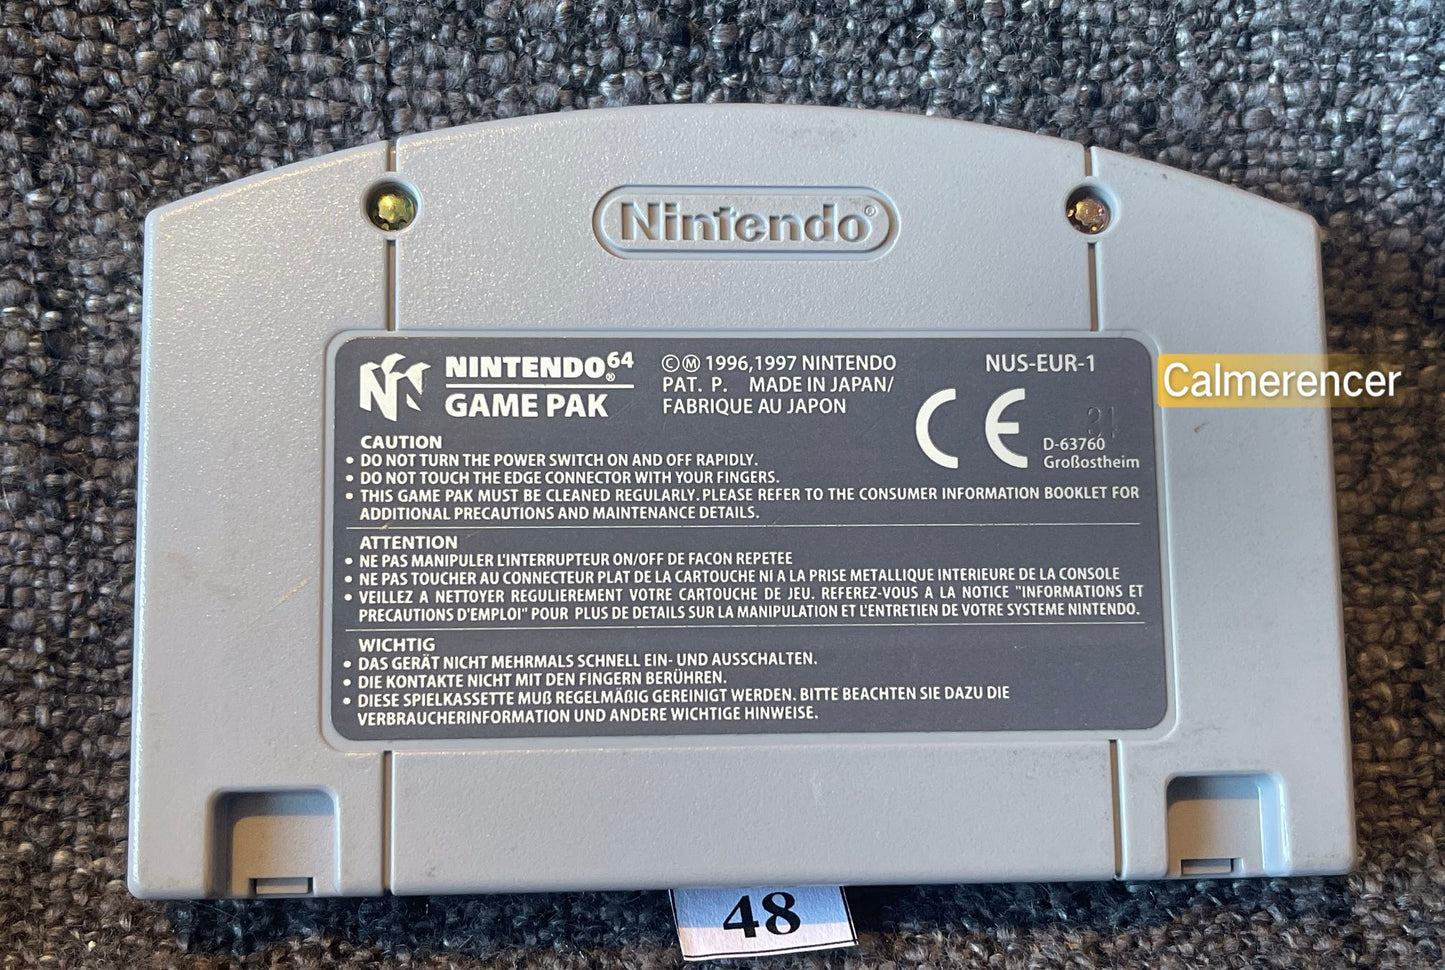 Nintendo®
NINTENDO64®
GAME PAK
©Ⓜ 1996,1997 NINTENDO
PAT. P. MADE IN JAPAN/
FABRIQUE AU JAPON
NUS-EUR-1
CE
21
D-63760
Großostheim
Calmerencer
CAUTION
• DO NOT TURN THE POWER SWITCH ON AND OFF RAPIDLY.
• DO NOT TOUCH THE EDGE CONNECTOR WITH YOUR FINGERS.
• THIS GAME PAK MUST BE CLEANED REGULARLY. PLEASE REFER TO THE CONSUMER INFORMATION BOOKLET FOR
ADDITIONAL PRECAUTIONS AND MAINTENANCE DETAILS.
ATTENTION
• NE PAS MANIPULER L'INTERRUPTEUR ON/OFF DE FACON REPETEE
• NE PAS TOUCHER AU CONNECTEUR PLAT DE LA CARTOUCHE NI A LA PRISE METALLIQUE INTERIEURE DE LA CONSOLE
• VEILLEZ A NETTOYER REGULIEREMENT VOTRE CARTOUCHE DE JEU. REFEREZ-VOUS A LA NOTICE "INFORMATIONS ET
PRECAUTIONS D'EMPLOI" POUR PLUS DE DETAILS SUR LA MANIPULATION ET L'ENTRETIEN DE VOTRE SYSTEME NINTENDO.
WICHTIG
• DAS GERÄT NICHT MEHRMALS SCHNELL EIN- UND AUSSCHALTEN.
• DIE KONTAKTE NICHT MIT DEN FINGERN BERÜHREN.
• DIESE SPIELKASSETTE MUß REGELMÄßIG GEREINIGT WERDEN. BITTE BEACHTEN SIE DAZU DIE
VERBRAUCHERINFORMATION UND ANDERE WICHTIGE HINWEISE.
48